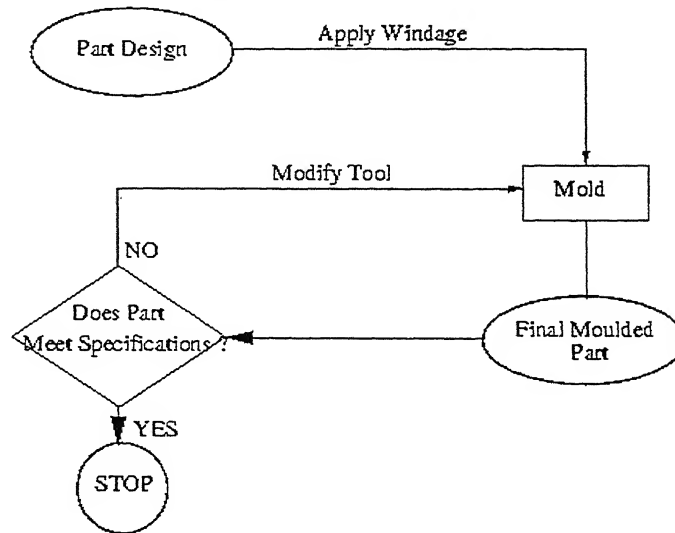 Part Design
Apply Windage
Modify Tool
Mold
NO
Does Part
Meet Specifications ?
Final Moulded
Part
YES
STOP